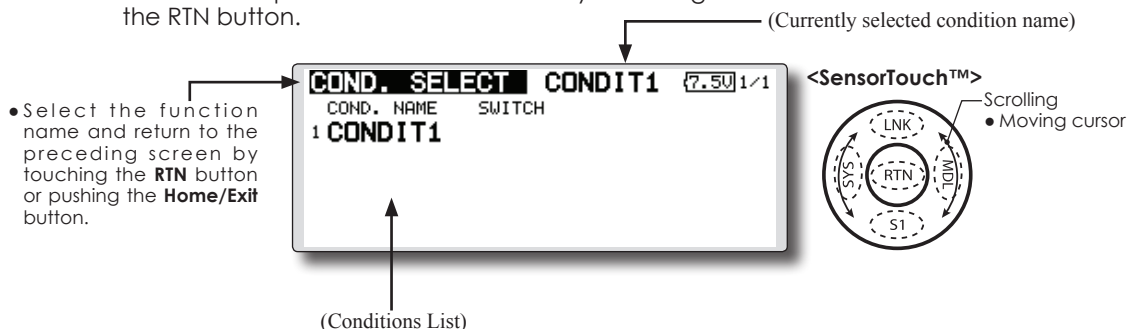 the RTN button.
(Currently selected condition name)
COND. SELECT CONDIT1 7.5V 1/1
COND. NAME SWITCH
1 CONDIT1
● Select the function
name and return to the
preceding screen by
touching the RTN button
or pushing the Home/Exit
button.
(Conditions List)
<SensorTouch™>
Scrolling
● Moving cursor
LNK
SYS
RTN
MDL
S1